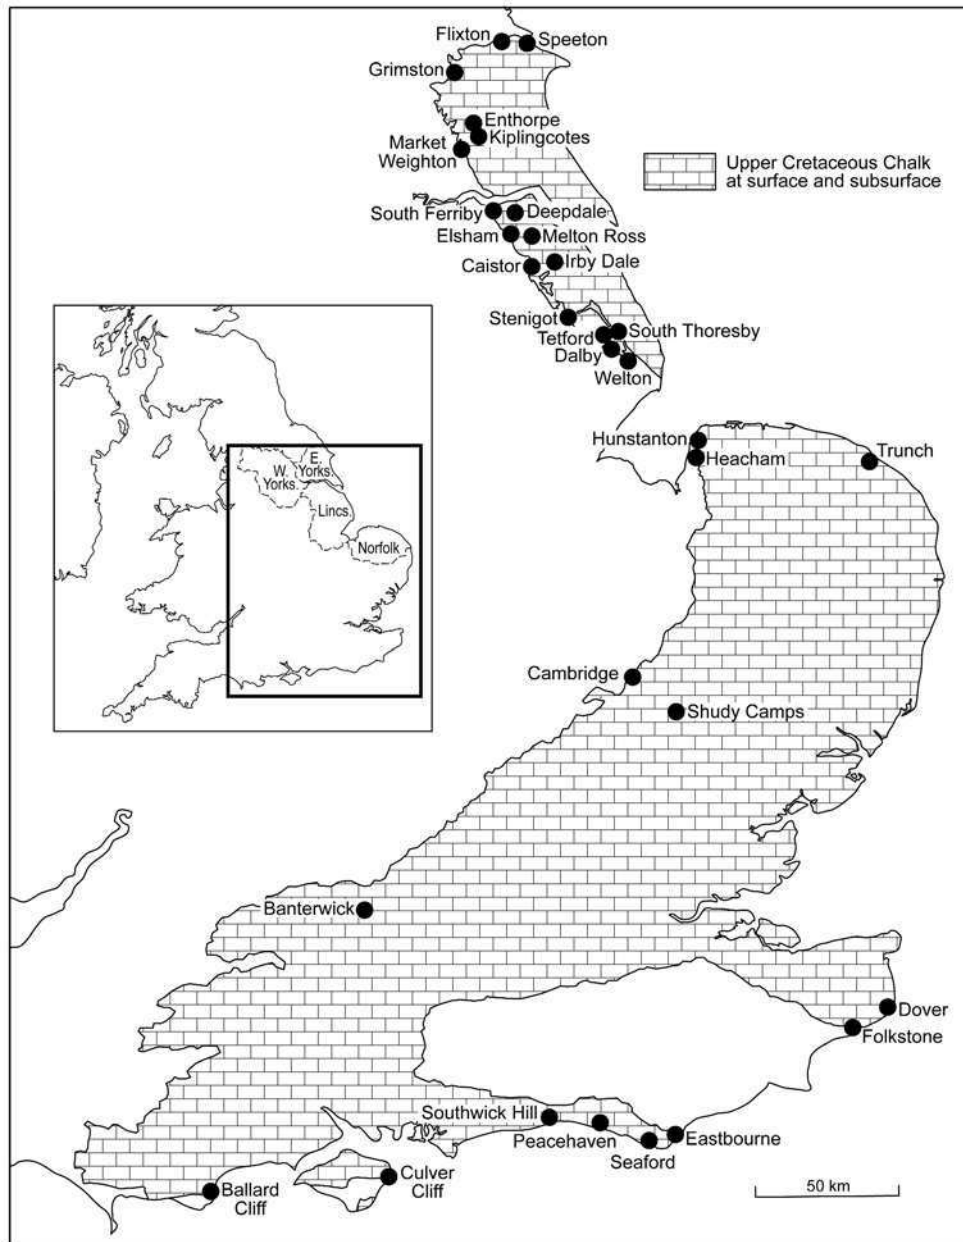 Flixton
Speeton
Grimston
Enthorpe
Kiplingcotes
Market
Weighton
Upper Cretaceous Chalk
at surface and subsurface
South Ferriby
Deepdale
Elsham
Melton Ross
Caistor
Irby Dale
Stenigot
South Thoresby
Tetford
Dalby
Welton
Hunstanton
Heacham
Trunch
E.
Yorks.
W.
Yorks.
Lincs.
Norfolk
Cambridge
Shudy Camps
Banterwick
Dover
Folkstone
Southwick Hill
Peacehaven
Eastbourne
Seaford
Culver
Cliff
Ballard
Cliff
50 km